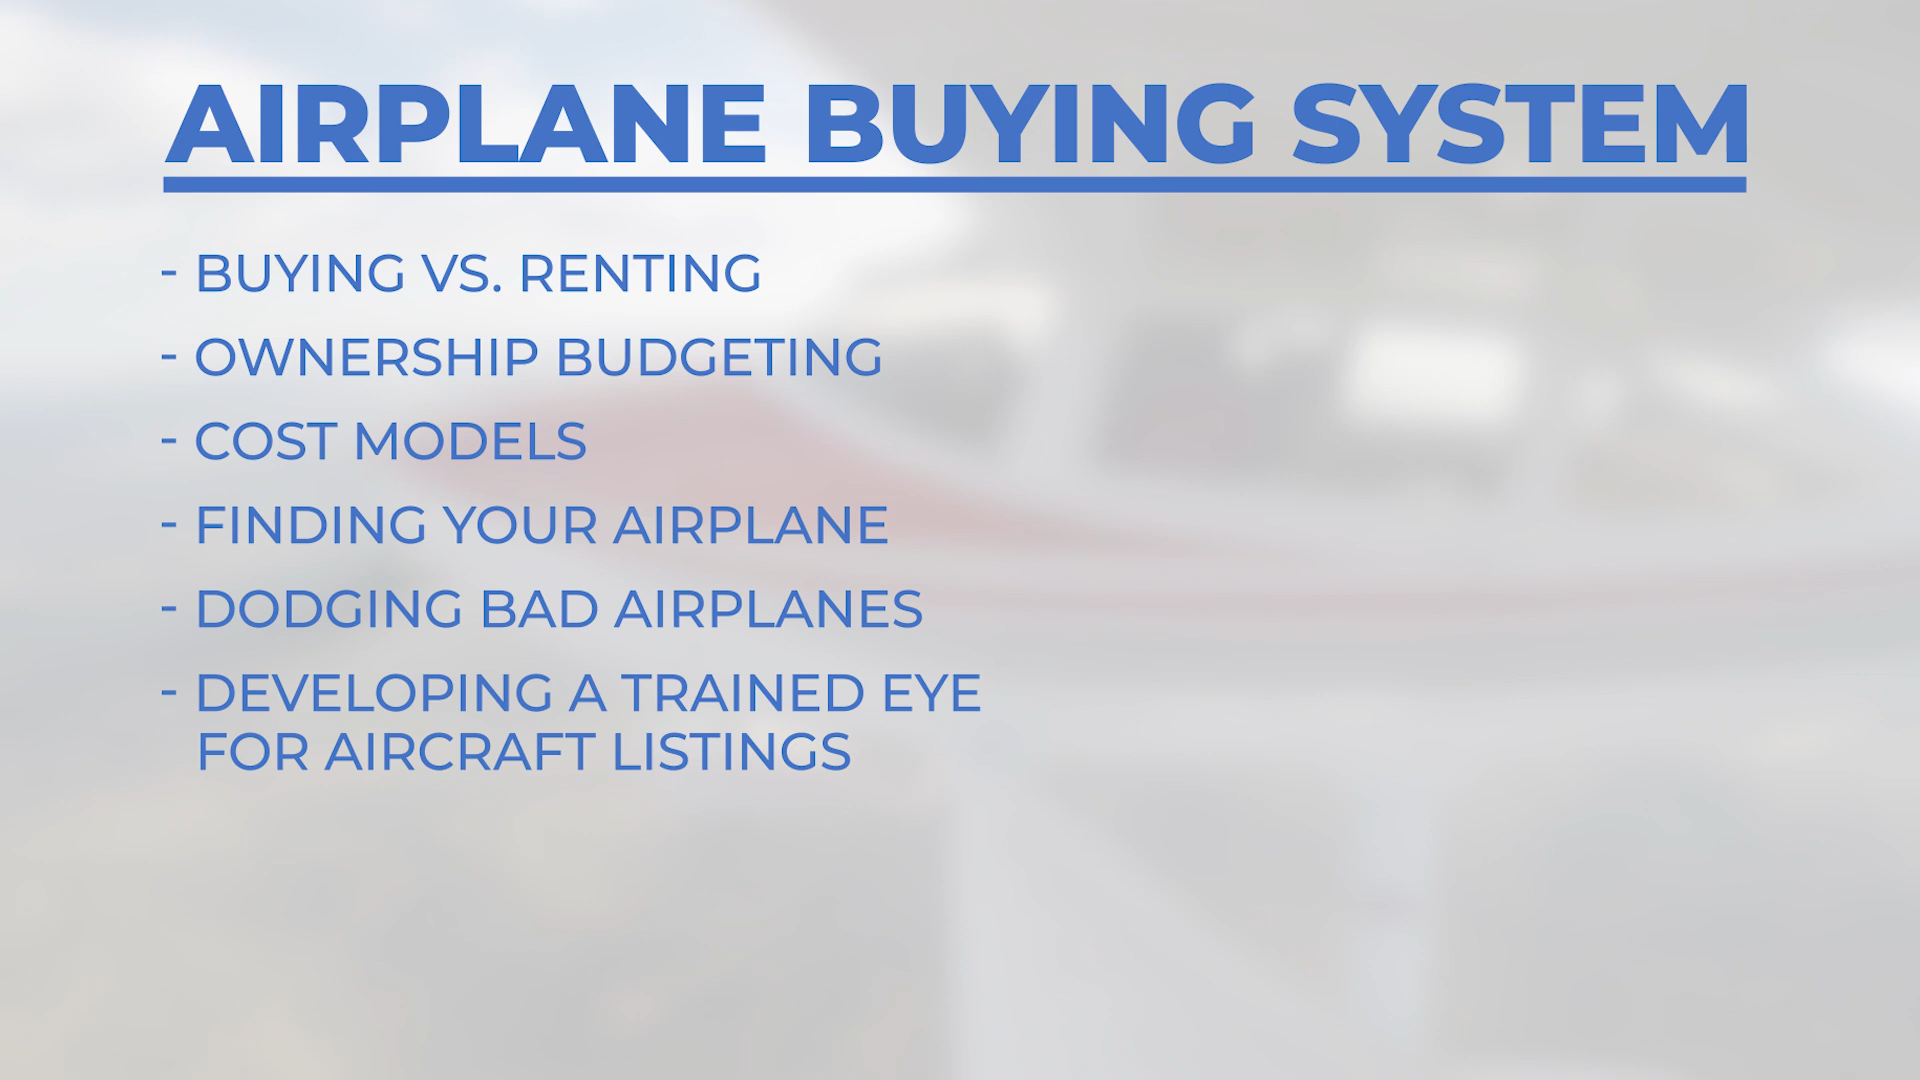 AIRPLANE BUYING SYSTEM
- BUYING VS. RENTING
- OWNERSHIP BUDGETING
- COST MODELS
- FINDING YOUR AIRPLANE
- DODGING BAD AIRPLANES
- DEVELOPING A TRAINED EYE
FOR AIRCRAFT LISTINGS